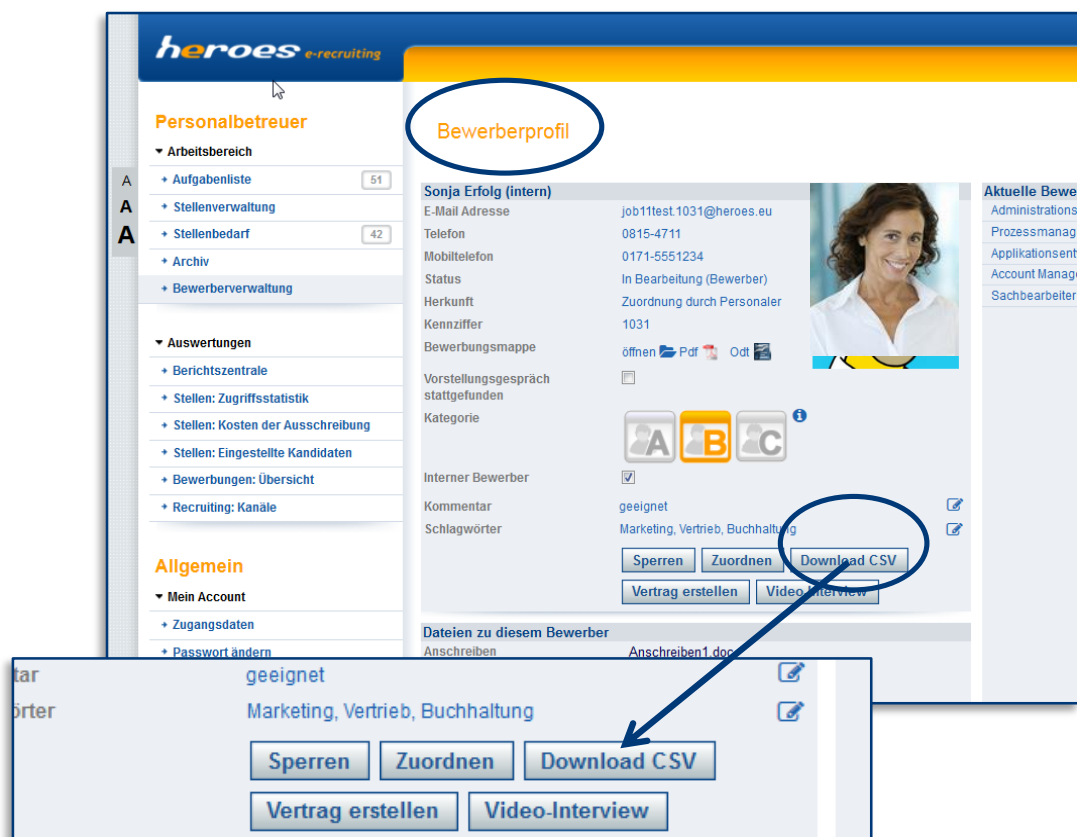 heroes e-recruiting
Personalbetreuer
Arbeitsbereich
A
A
A
Aufgabenliste 51
Stellenverwaltung
Stellenbedarf 42
Archiv
Bewerberverwaltung
Auswertungen
Berichtszentrale
Stellen: Zugriffsstatistik
Stellen: Kosten der Ausschreibung
Stellen: Eingestellte Kandidaten
Bewerbungen: Übersicht
Recruiting: Kanäle
Allgemein
Mein Account
Zugangsdaten
Passwort ändern
Bewerberprofil
Sonja Erfolg (intern)
E-Mail Adresse job11test.1031@heroes.eu
Telefon 0815-4711
Mobiltelefon 0171-5551234
Status In Bearbeitung (Bewerber)
Herkunft Zuordnung durch Personaler
Kennziffer 1031
Bewerbungsmappe öffnen Pdf Odt
Vorstellungsgespräch
stattgefunden
Kategorie A B C
Interner Bewerber
Kommentar geeignet
Schlagwörter Marketing, Vertrieb, Buchhaltung
Sperren Zuordnen Download CSV
Vertrag erstellen Video-Interview
Dateien zu diesem Bewerber
Anschreiben Anschreiben1.doc
Aktuelle Bewe
Administrations
Prozessmanag
Applikationsent
Account Manag
Sachbearbeiter
tar geeignet
örter Marketing, Vertrieb, Buchhaltung
Sperren Zuordnen Download CSV
Vertrag erstellen Video-Interview